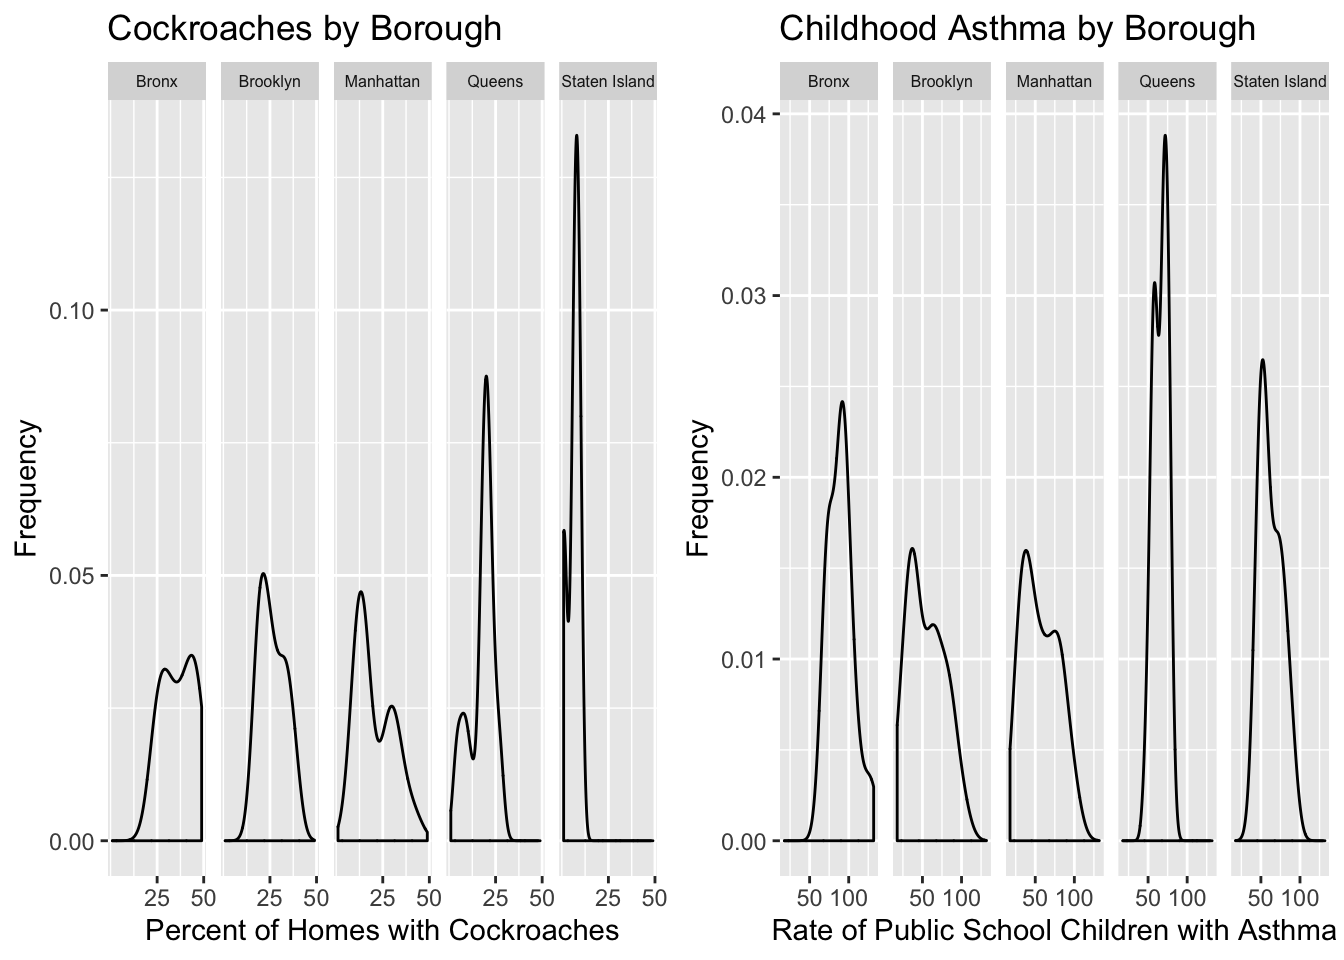 Cockroaches by Borough
Bronx Brooklyn Manhattan Queens Staten Island
0.10
0.05
0.00
Frequency
25 50 25 50 25 50 25 50 25 50
Percent of Homes with Cockroaches
Childhood Asthma by Borough
Bronx Brooklyn Manhattan Queens Staten Island
0.04
0.03
0.02
0.01
0.00
Frequency
50 100 50 100 50 100 50 100 50 100
Rate of Public School Children with Asthma